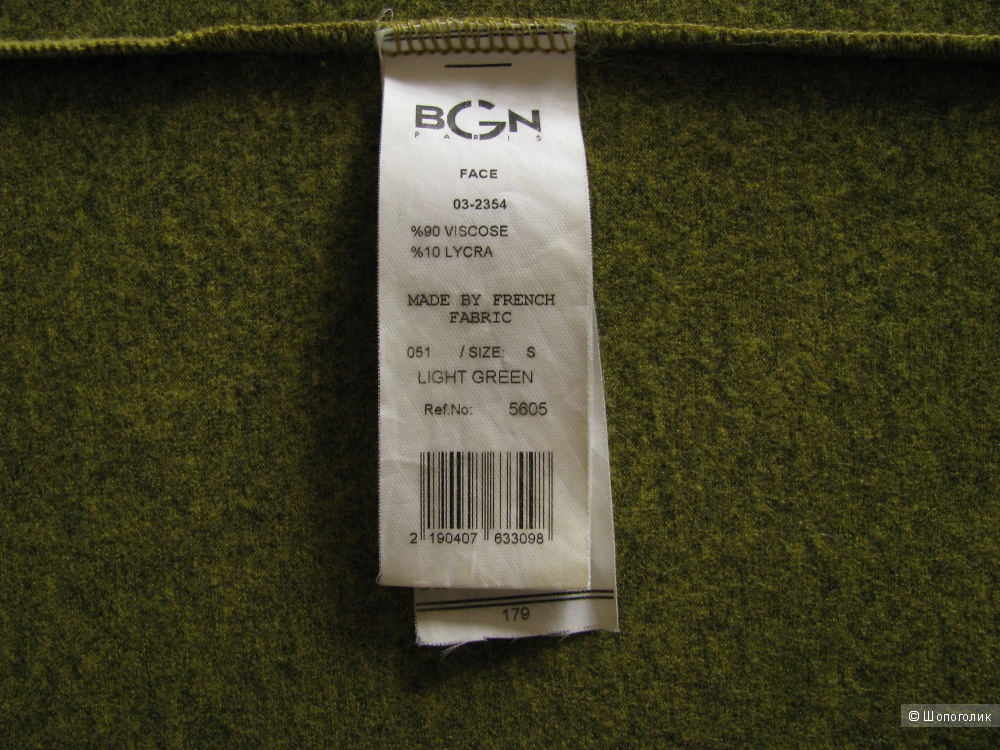 BGN
PARIS
FACE
03-2354
%90 VISCOSE
%10 LYCRA
MADE BY FRENCH
FABRIC
051 / SIZE: S
LIGHT GREEN
Ref.No: 5605
2 190407 633098
179
© Шопоголик